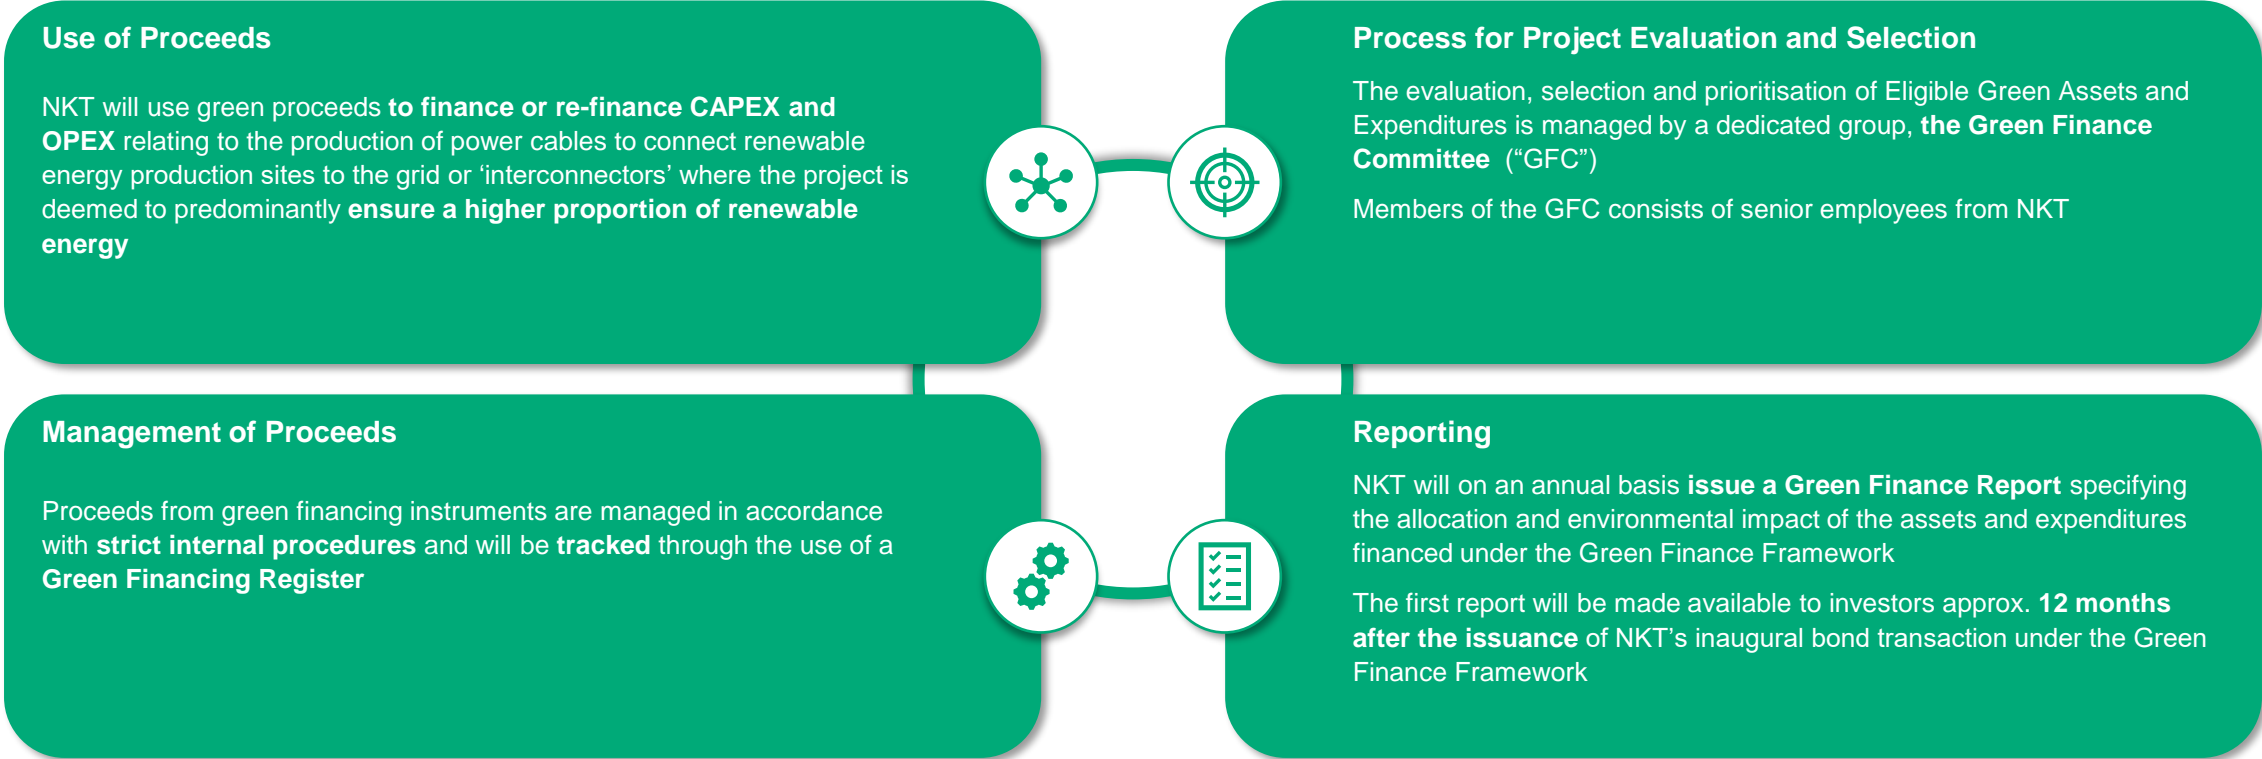 Use of Proceeds
NKT will use green proceeds to finance or re-finance CAPEX and
OPEX relating to the production of power cables to connect renewable
energy production sites to the grid or ‘interconnectors’ where the project is
deemed to predominantly ensure a higher proportion of renewable
energy
Process for Project Evaluation and Selection
The evaluation, selection and prioritisation of Eligible Green Assets and
Expenditures is managed by a dedicated group, the Green Finance
Committee (“GFC”)
Members of the GFC consists of senior employees from NKT
Management of Proceeds
Proceeds from green financing instruments are managed in accordance
with strict internal procedures and will be tracked through the use of a
Green Financing Register
Reporting
NKT will on an annual basis issue a Green Finance Report specifying
the allocation and environmental impact of the assets and expenditures
financed under the Green Finance Framework
The first report will be made available to investors approx. 12 months
after the issuance of NKT’s inaugural bond transaction under the Green
Finance Framework